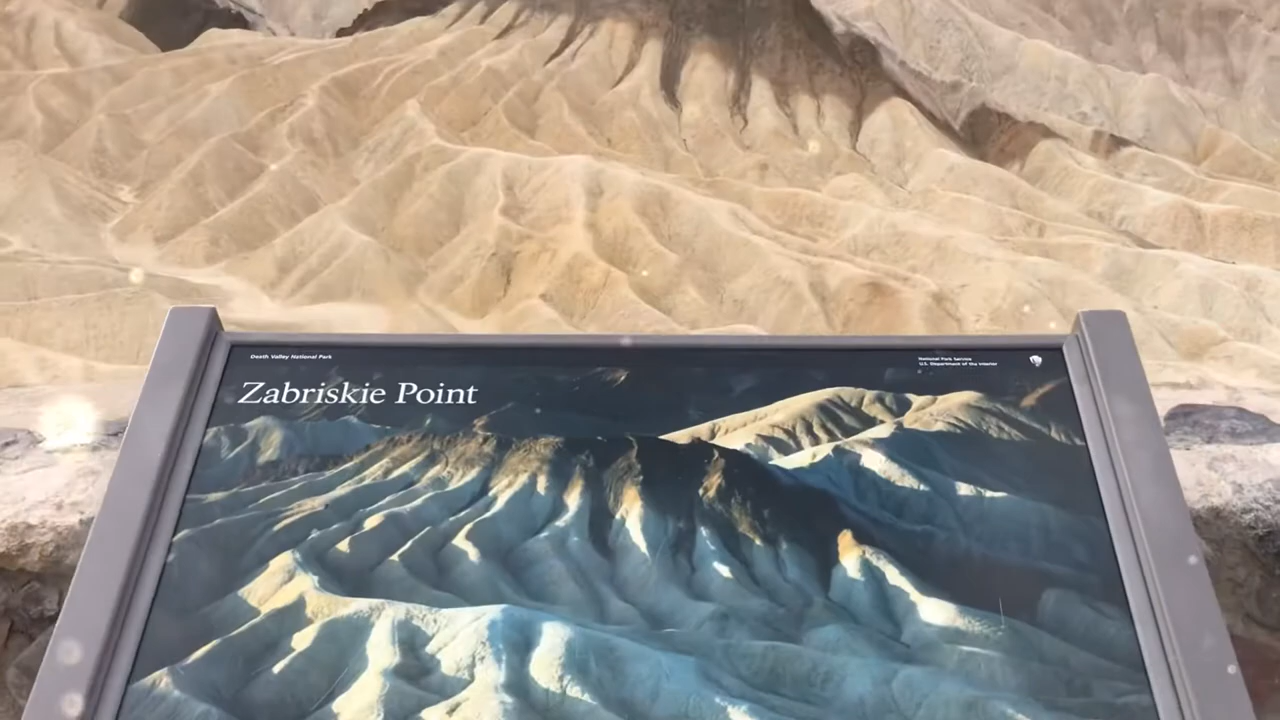 Death Valley National Park
National Park Service
U.S. Department of the Interior
Zabriskie Point